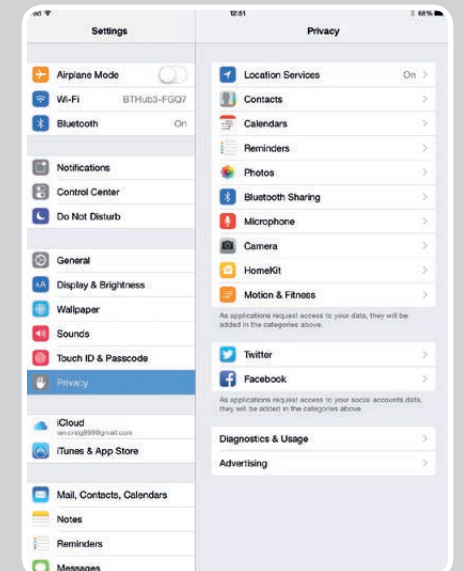 12:51
68%
Settings
Airplane Mode
Wi-Fi BTHub3-FGQ7
Bluetooth On
Notifications
Control Center
Do Not Disturb
General
Display & Brightness
Wallpaper
Sounds
Touch ID & Passcode
Privacy
iCloud
ian.craig998@gmail.com
iTunes & App Store
Mail, Contacts, Calendars
Notes
Reminders
Messages
Privacy
Location Services On
Contacts
Calendars
Reminders
Photos
Bluetooth Sharing
Microphone
Camera
HomeKit
Motion & Fitness
As applications request access to your data, they will be
added in the categories above.
Twitter
Facebook
As applications request access to your social accounts data,
they will be added in the categories above.
Diagnostics & Usage
Advertising